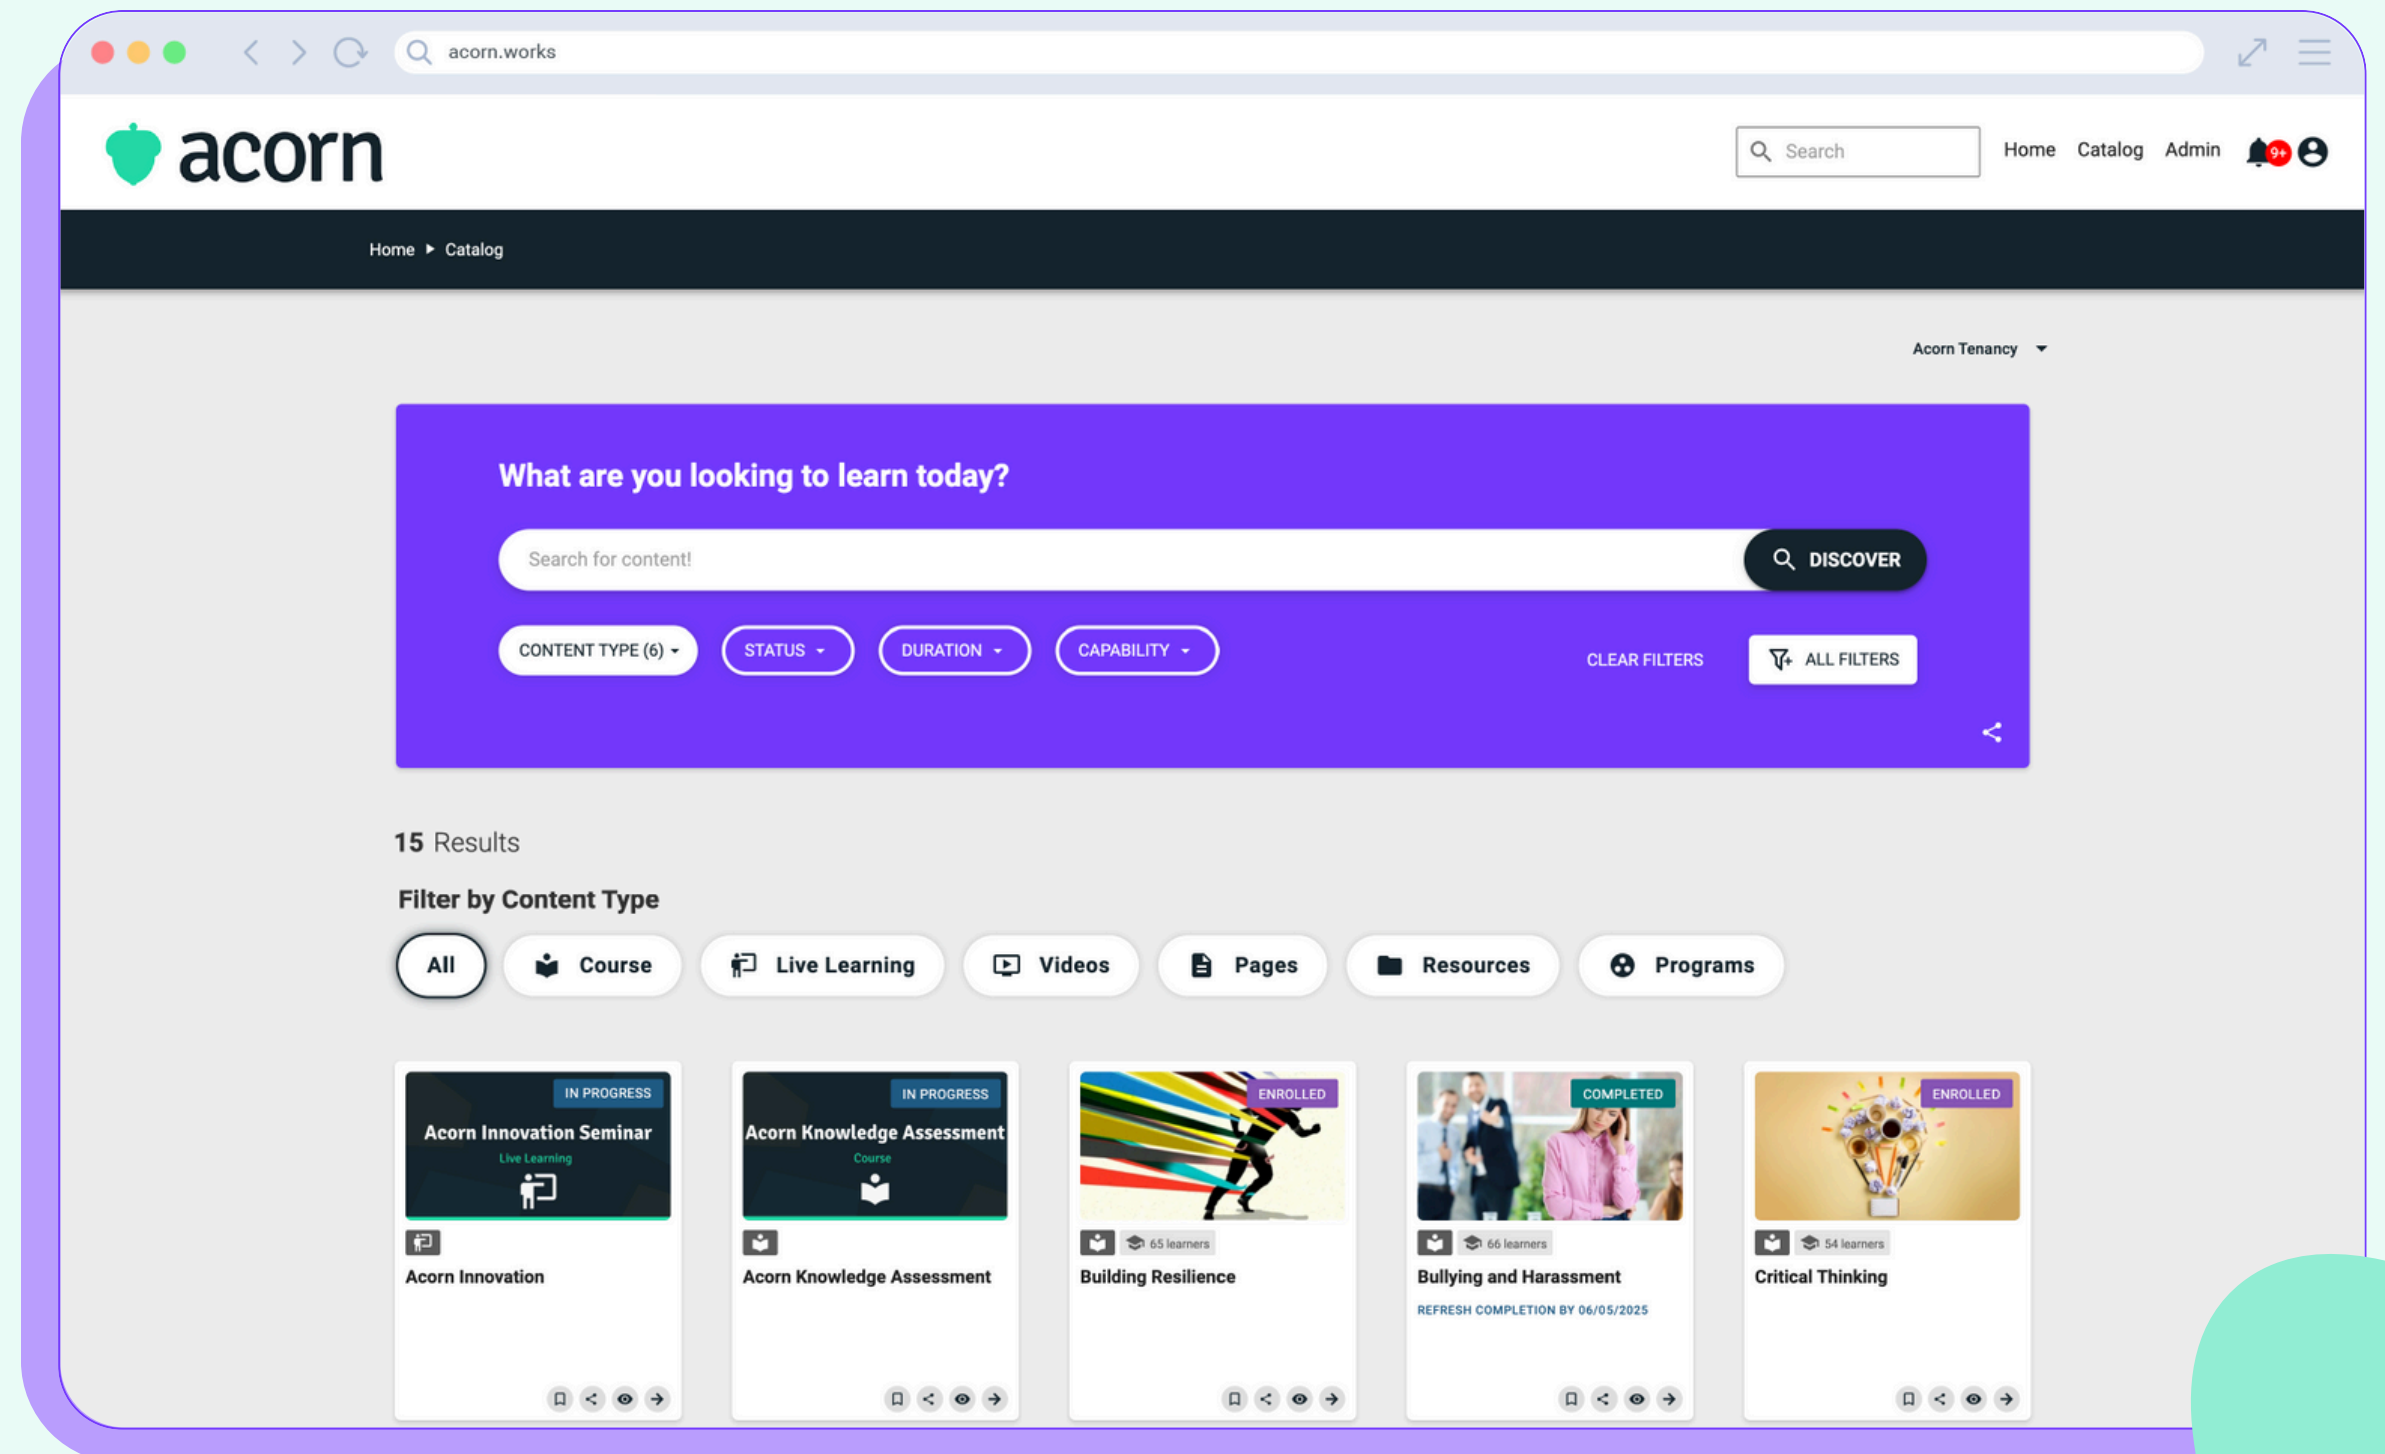 acorn.works
acorn
Search
Home Catalog Admin
9+
Home Catalog
Acorn Tenancy
What are you looking to learn today?
Search for content!
DISCOVER
CONTENT TYPE (6) STATUS DURATION CAPABILITY
CLEAR FILTERS
ALL FILTERS
15 Results
Filter by Content Type
All Course Live Learning Videos Pages Resources Programs
IN PROGRESS
Acorn Innovation Seminar
Live Learning
Acorn Innovation
IN PROGRESS
Acorn Knowledge Assessment
Course
Acorn Knowledge Assessment
ENROLLED
65 learners
Building Resilience
COMPLETED
66 learners
Bullying and Harassment
REFRESH COMPLETION BY 06/05/2025
ENROLLED
54 learners
Critical Thinking